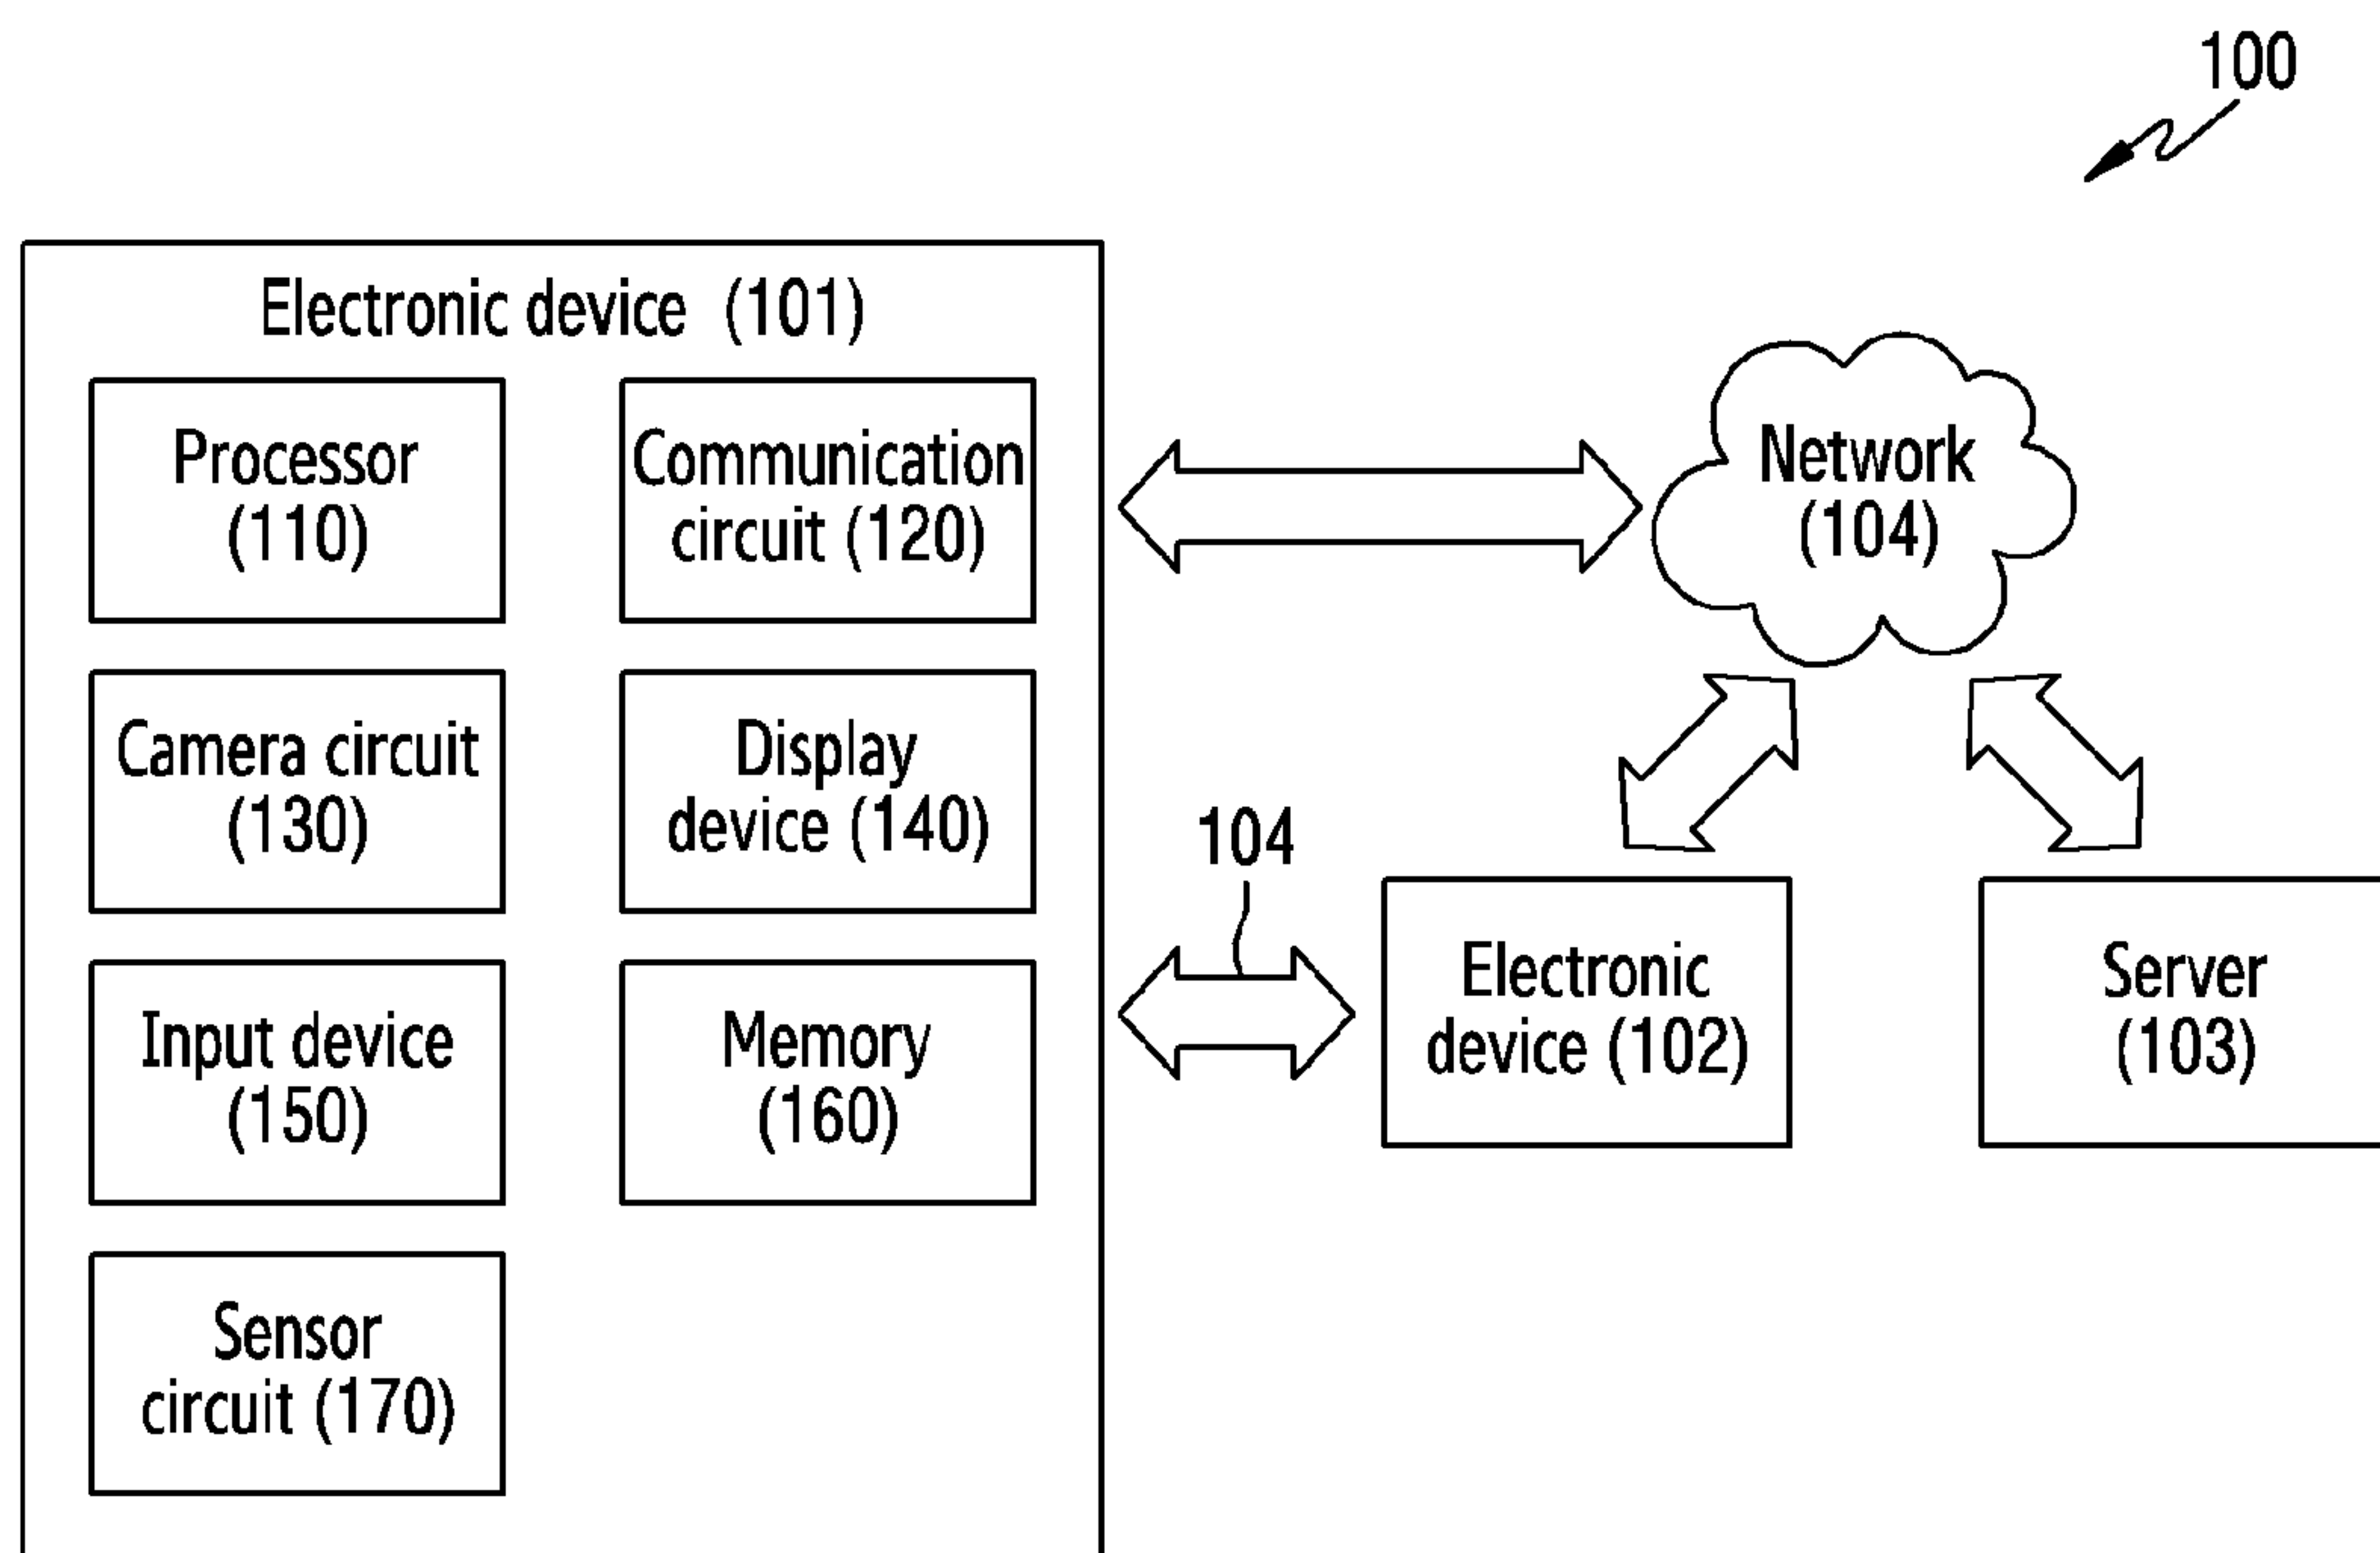 100
Electronic device (101)
Processor
(110)
Communication
circuit (120)
Network
(104)
Camera circuit
(130)
Display
device (140)
104
Input device
(150)
Memory
(160)
Electronic
device (102)
Server
(103)
Sensor
circuit (170)